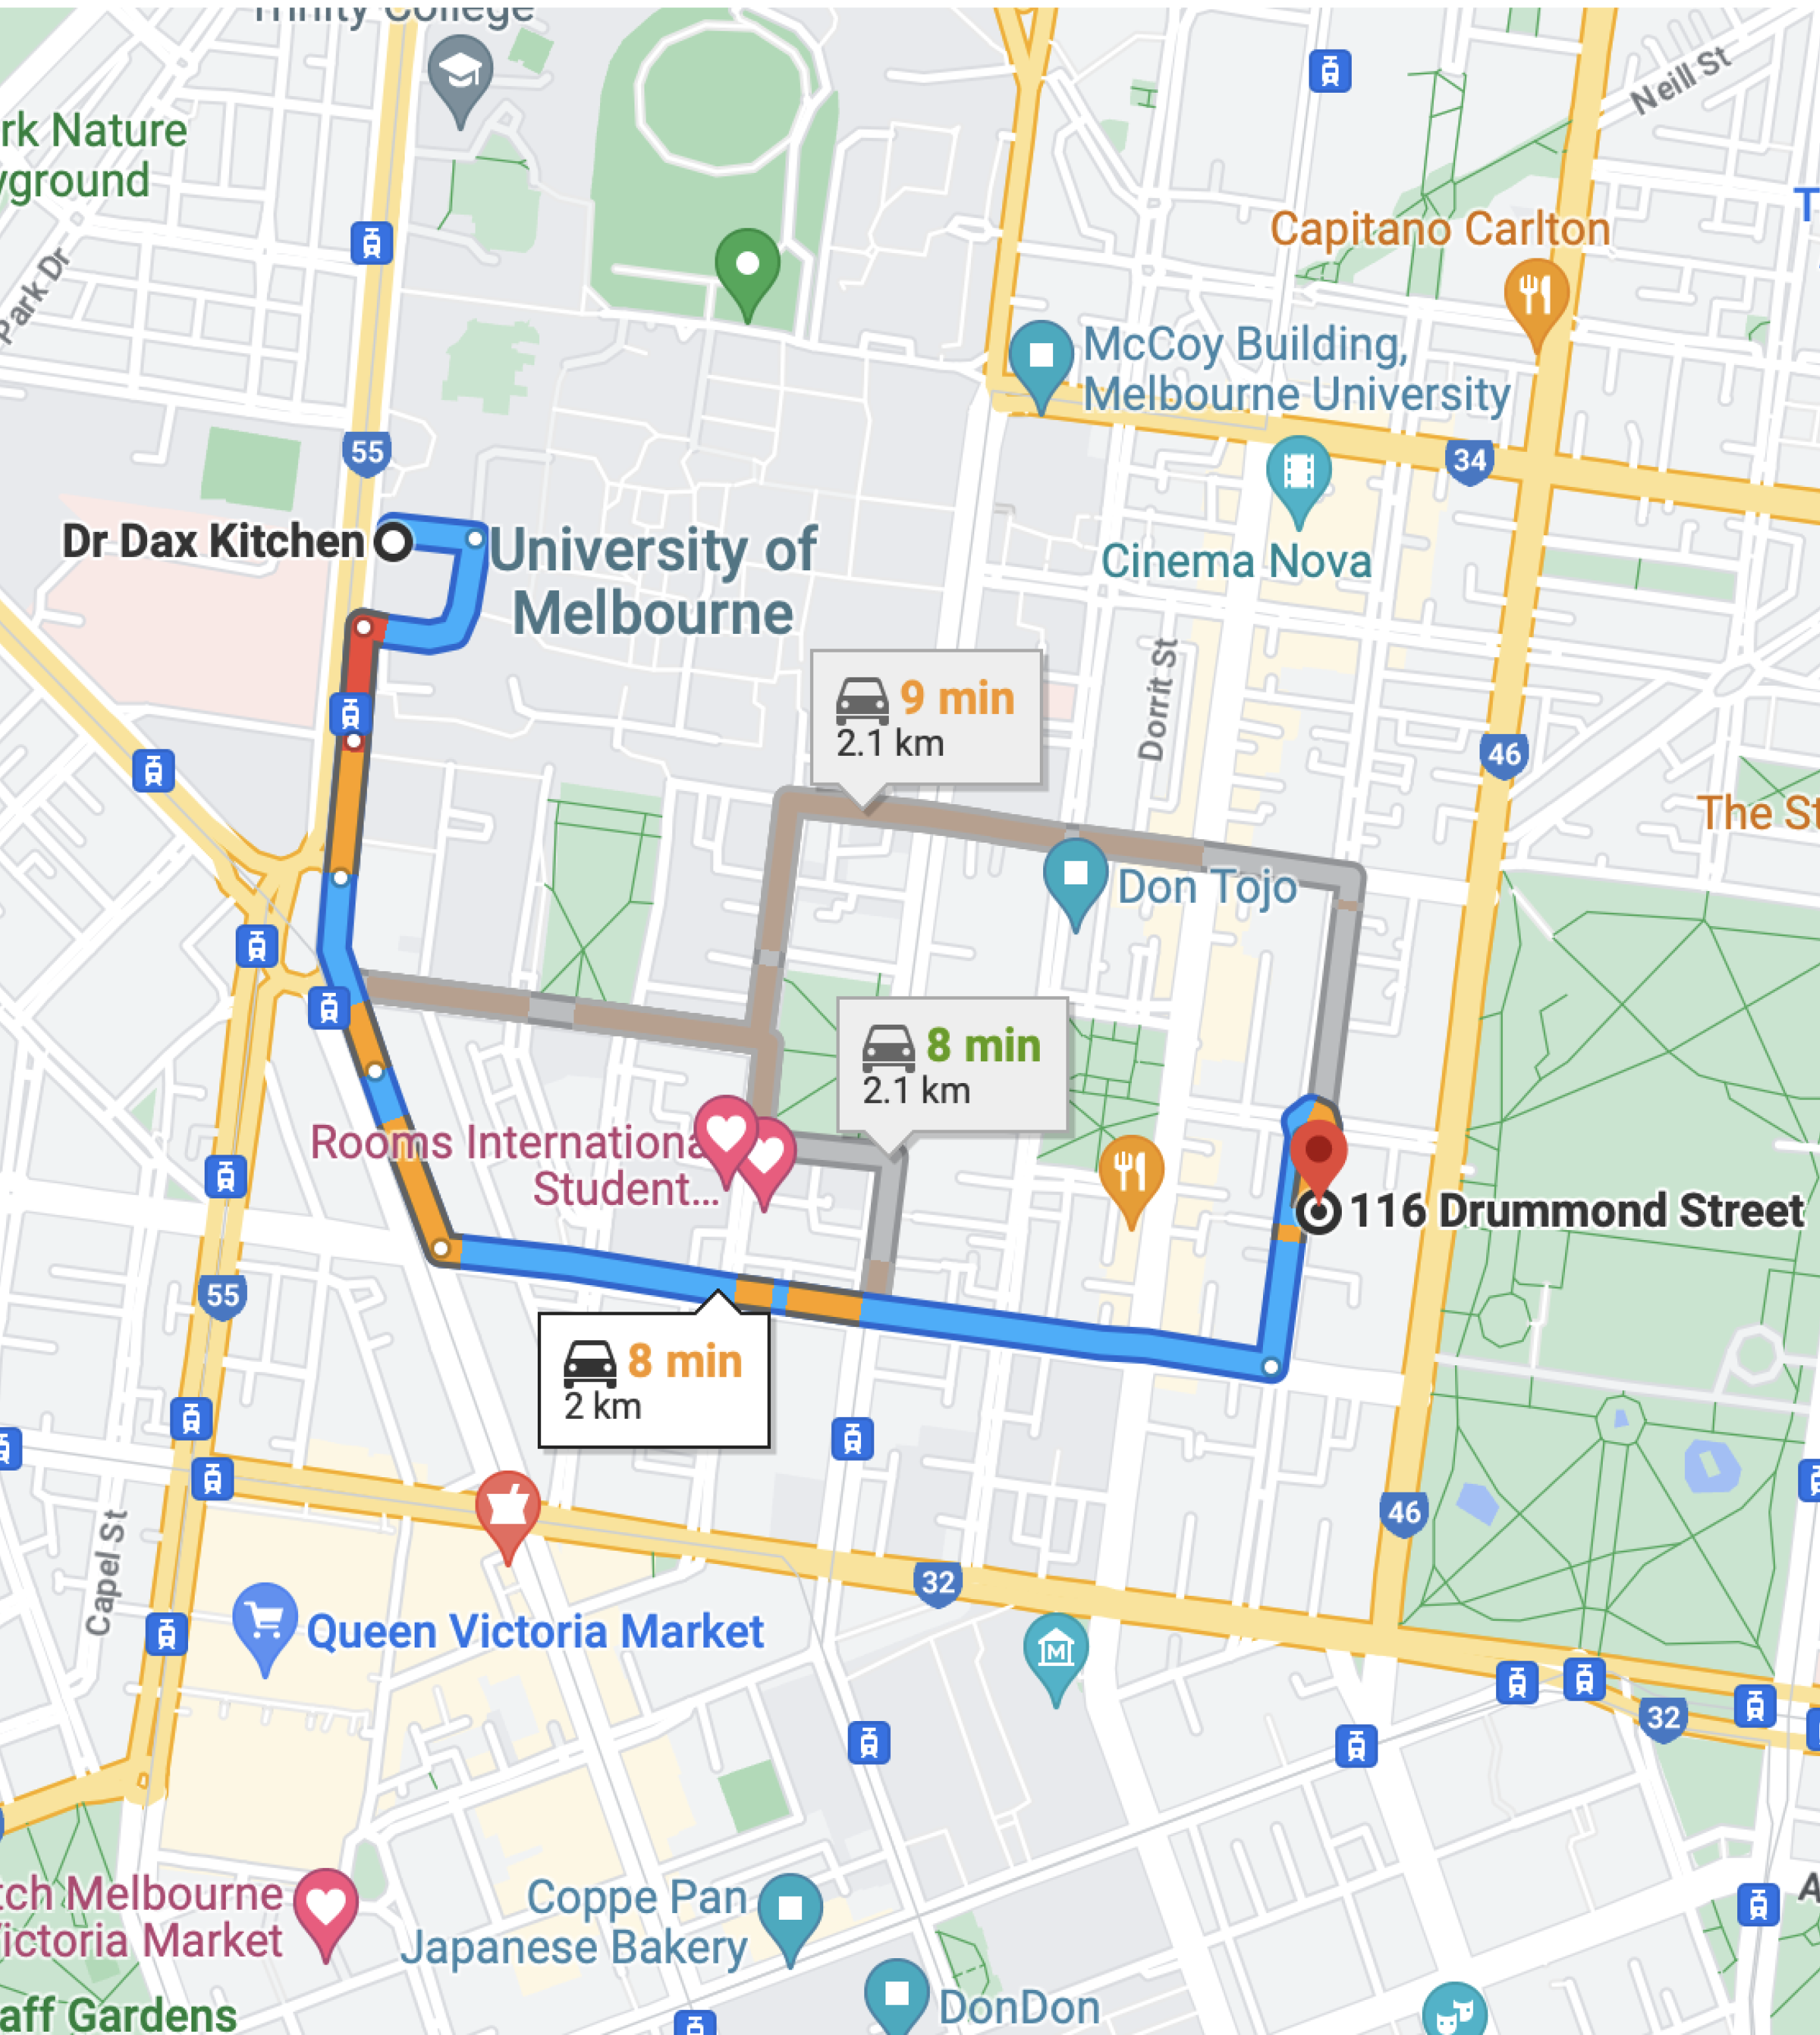 Trinity College
Neill St
rk Nature
yground
Park Dr
Capitano Carlton
McCoy Building,
Melbourne University
55
34
Dr Dax Kitchen
University of
Melbourne
Cinema Nova
Dorrit St
9 min
2.1 km
46
The St
Don Tojo
8 min
2.1 km
Rooms International
Student...
116 Drummond Street
55
8 min
2 km
46
Capel St
32
Queen Victoria Market
M
32
tch Melbourne
ictoria Market
Coppe Pan
Japanese Bakery
A
aff Gardens
DonDon
T